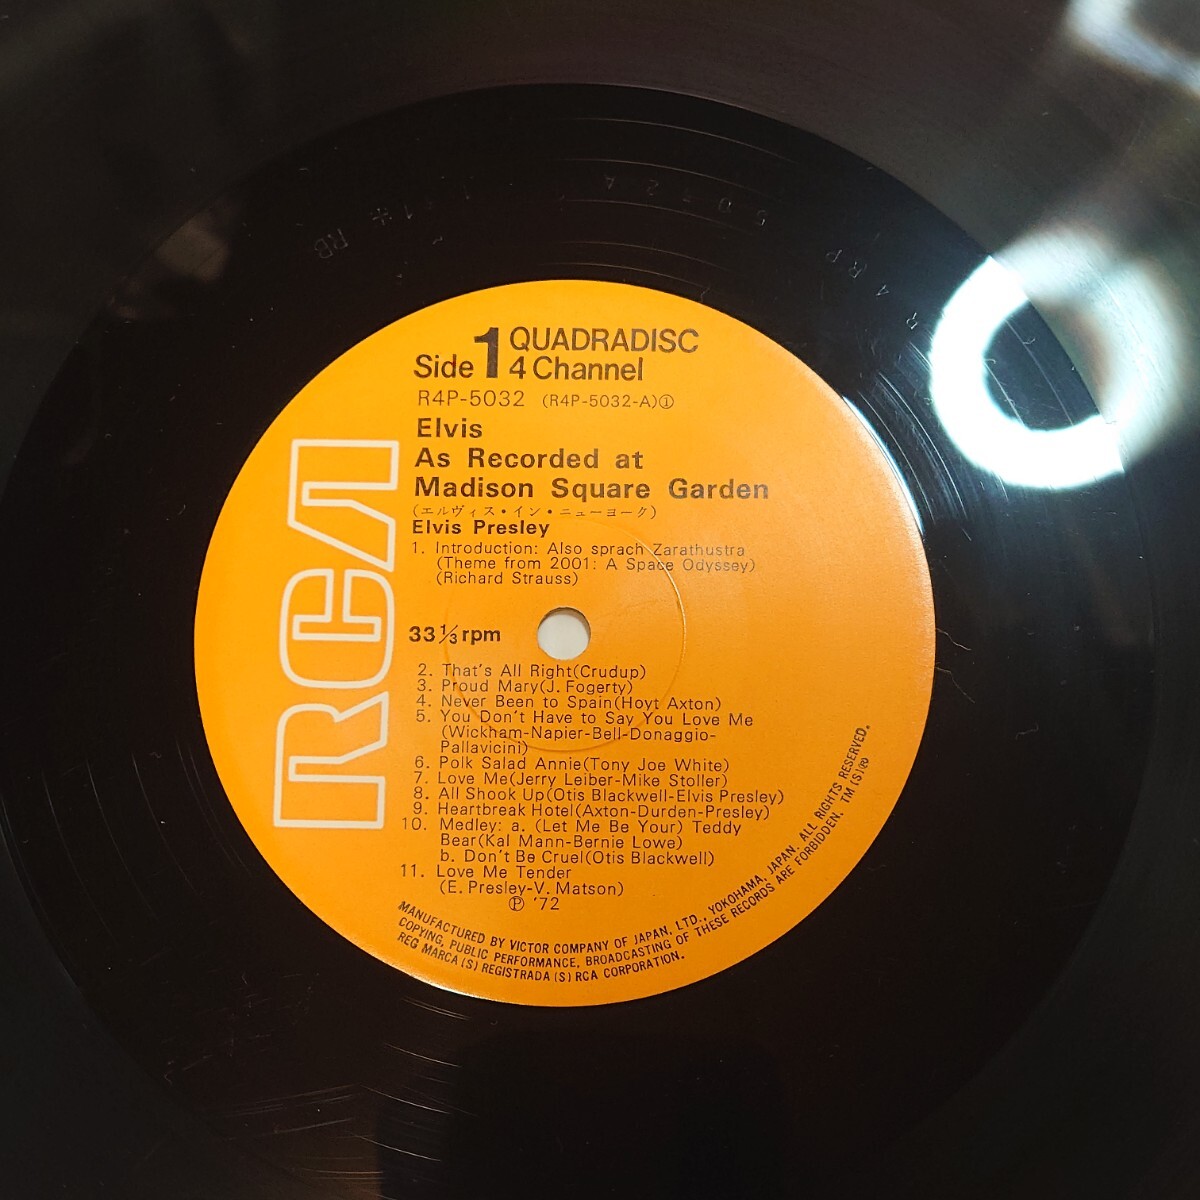 Side 1 QUADRADISC
4 Channel
R4P-5032 (R4P-5032-A)①
Elvis
As Recorded at
Madison Square Garden
(エルヴィス・イン・ニューヨーク)
Elvis Presley
1. Introduction: Also sprach Zarathustra
(Theme from 2001: A Space Odyssey)
(Richard Strauss)
33 1/3 rpm
2. That's All Right(Crudup)
3. Proud Mary(J. Fogerty)
4. Never Been to Spain(Hoyt Axton)
5. You Don't Have to Say You Love Me
(Wickham-Napier-Bell-Donaggio-
Pallavicini)
6. Polk Salad Annie(Tony Joe White)
7. Love Me(Jerry Leiber-Mike Stoller)
8. All Shook Up(Otis Blackwell-Elvis Presley)
9. Heartbreak Hotel(Axton-Durden-Presley)
10. Medley: a. (Let Me Be Your) Teddy
Bear(Kal Mann-Bernie Lowe)
b. Don't Be Cruel(Otis Blackwell)
11. Love Me Tender
(E. Presley-V. Matson)
Ⓟ '72
MANUFACTURED BY VICTOR COMPANY OF JAPAN, LTD., YOKOHAMA, JAPAN. ALL RIGHTS RESERVED.
COPYING, PUBLIC PERFORMANCE, BROADCASTING OF THESE RECORDS ARE FORBIDDEN. TM(S)®
REG MARCA(S) REGISTRADA(S) RCA CORPORATION.
RCA